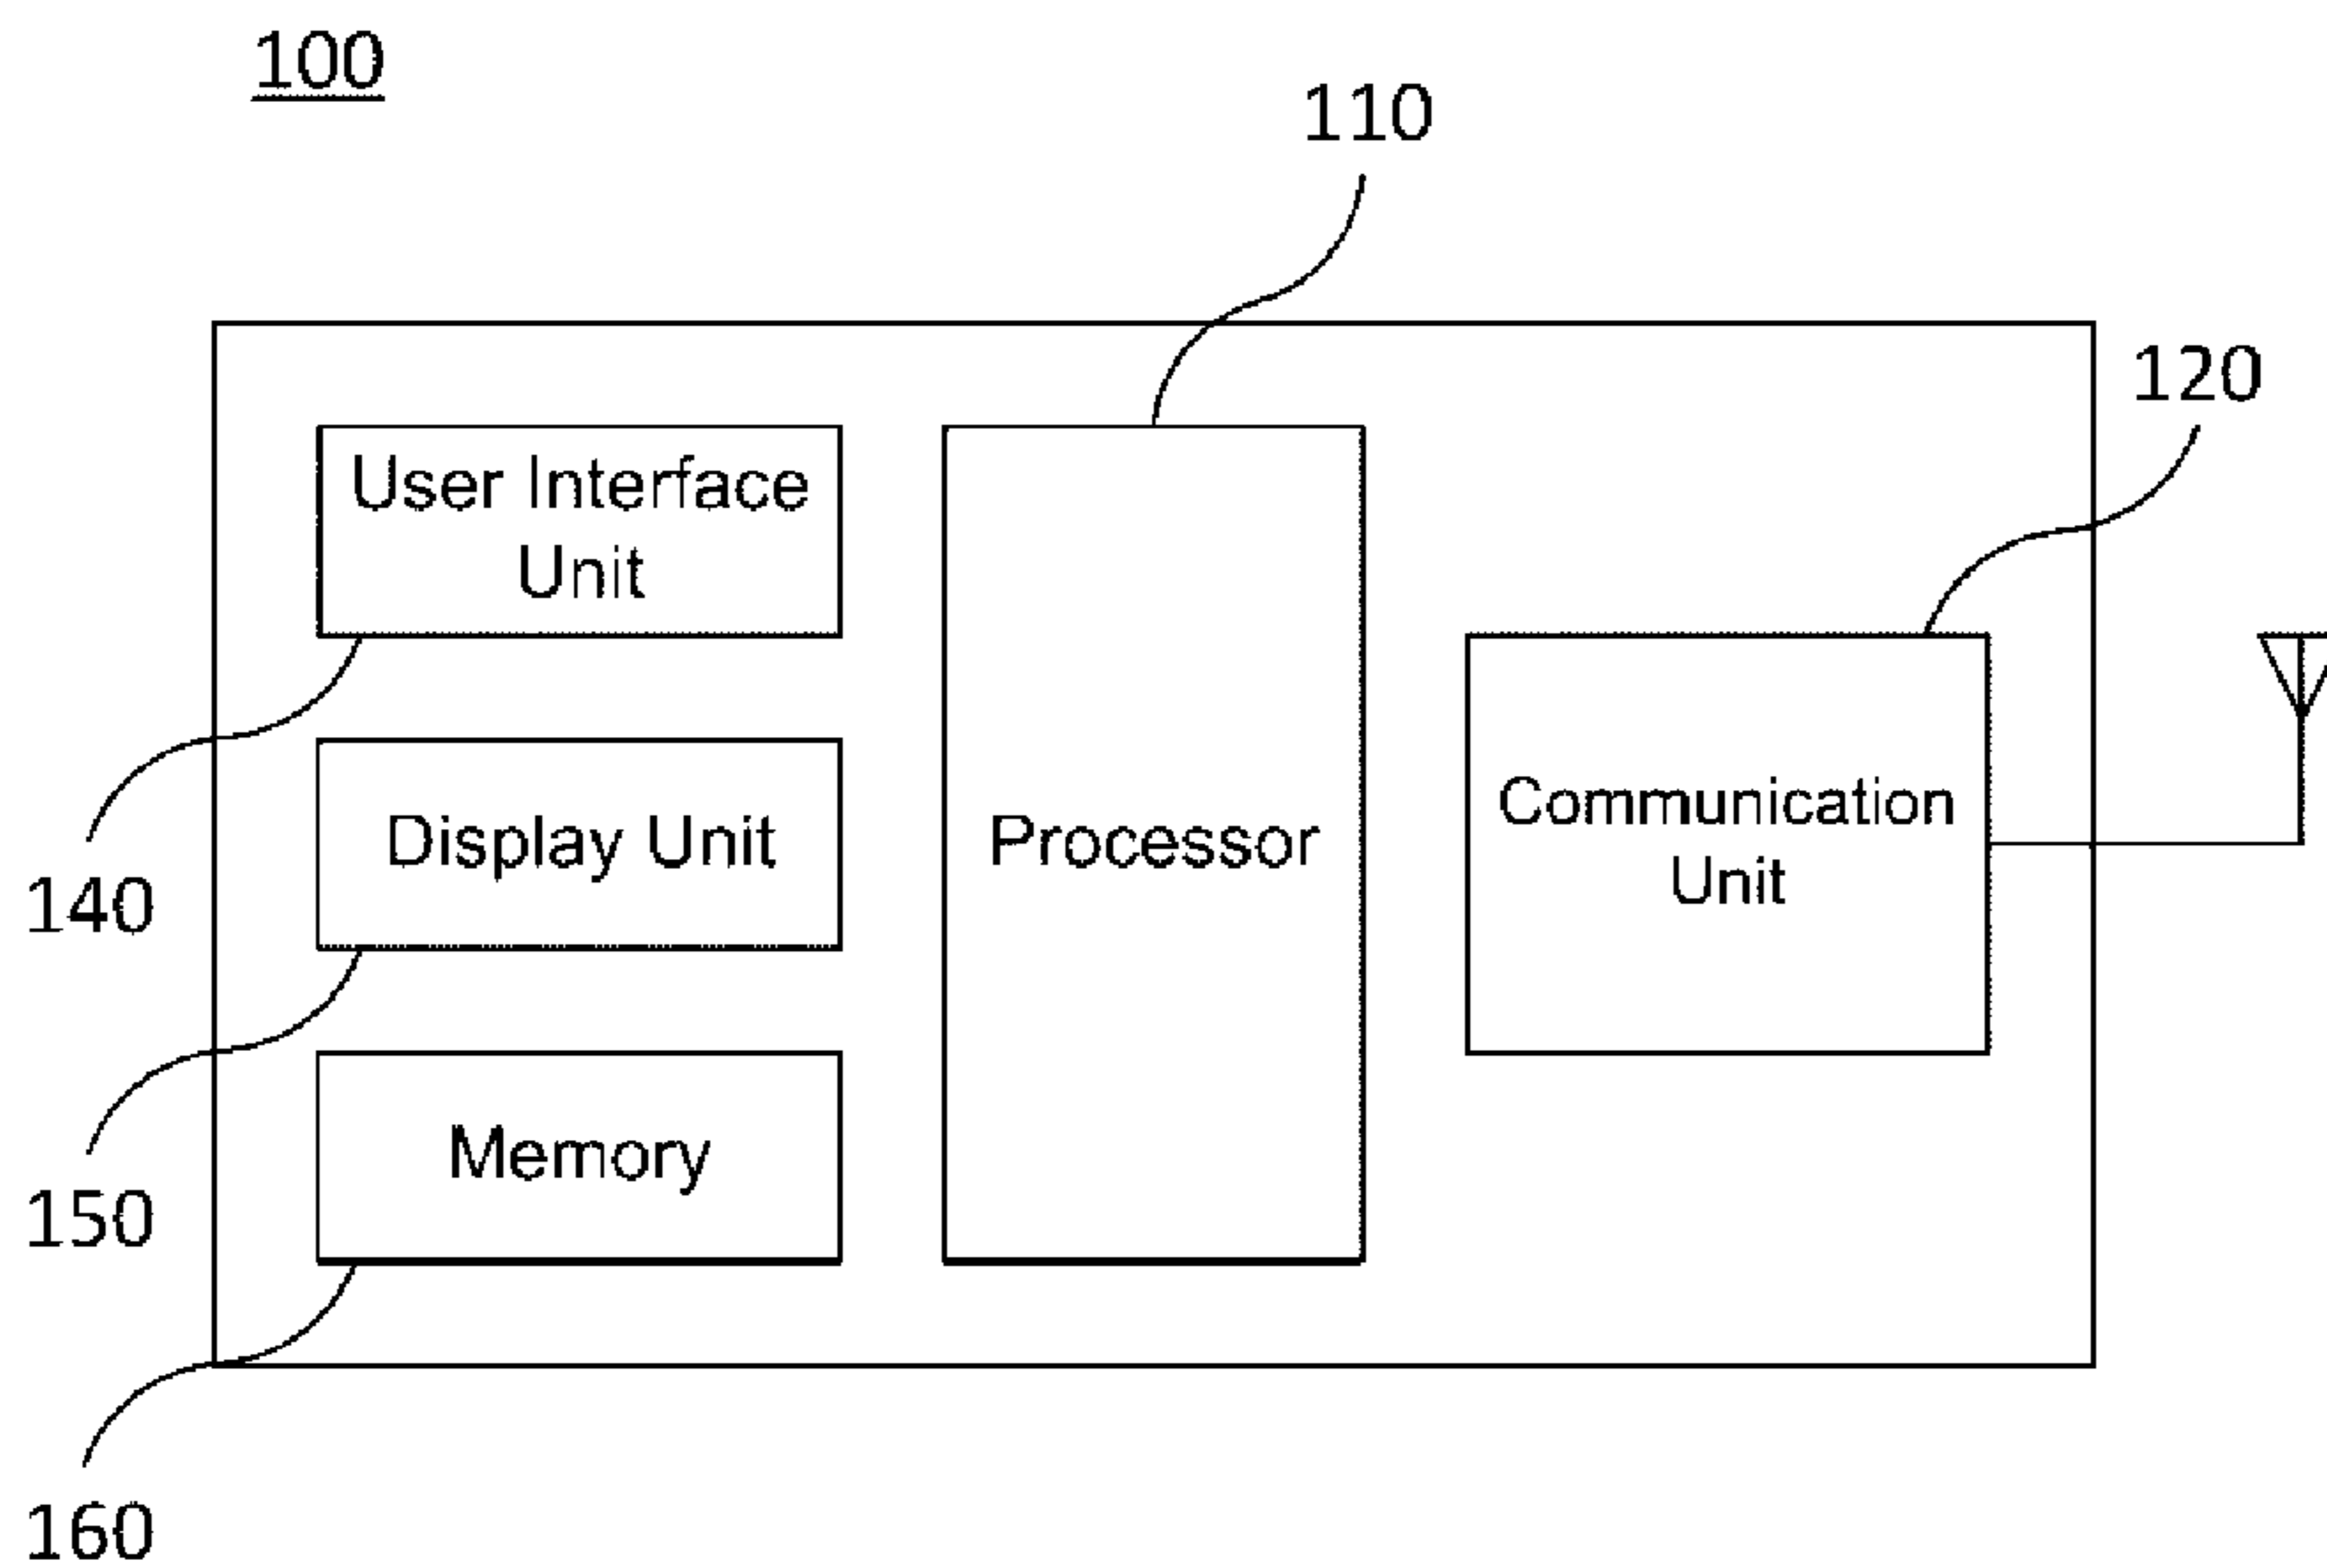 100
110
120
User Interface
Unit
140
Display Unit
Processor
Communication
Unit
150
Memory
160